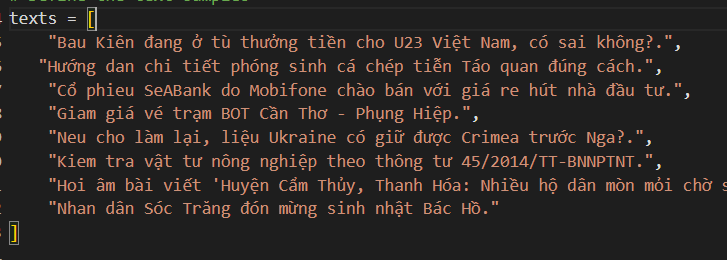 texts = [
"Bau Kiên đang ở tù thưởng tiền cho U23 Việt Nam, có sai không?.",
"Hướng dan chi tiết phóng sinh cá chép tiễn Táo quan đúng cách.",
"Cổ phieu SeABank do Mobifone chào bán với giá re hút nhà đầu tư.",
"Giam giá vé trạm BOT Cần Thơ - Phụng Hiệp.",
"Neu cho làm lại, liệu Ukraine có giữ được Crimea trước Nga?.",
"Kiem tra vật tư nông nghiệp theo thông tư 45/2014/TT-BNNPTNT.",
"Hoi âm bài viết 'Huyện Cẩm Thủy, Thanh Hóa: Nhiều hộ dân mòn mỏi chờ
"Nhan dân Sóc Trăng đón mừng sinh nhật Bác Hồ."
]